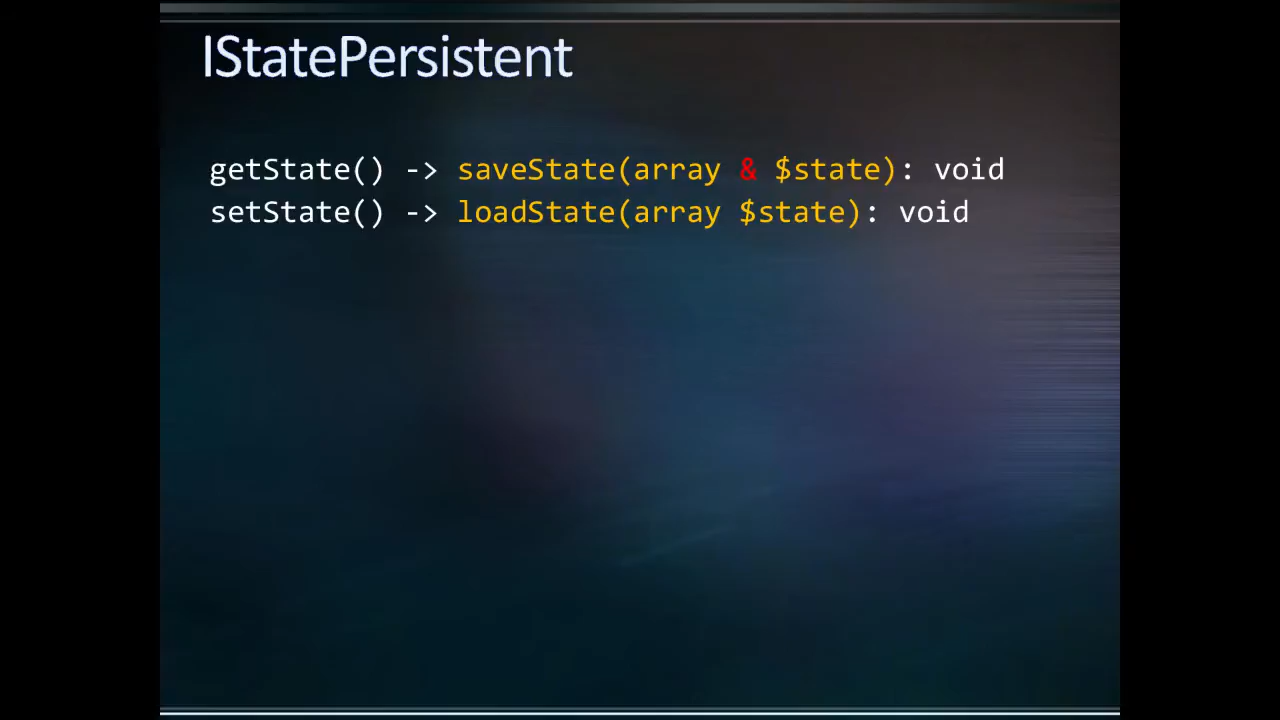 IStatePersistent
getState() -> saveState(array & $state): void
setState() -> loadState(array $state): void